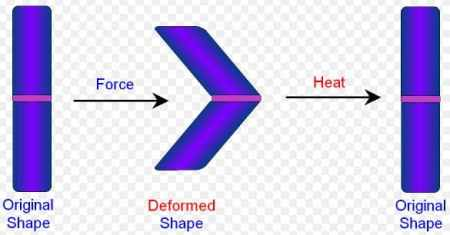 Force
Heat
Original
Shape
Deformed
Shape
Original
Shape